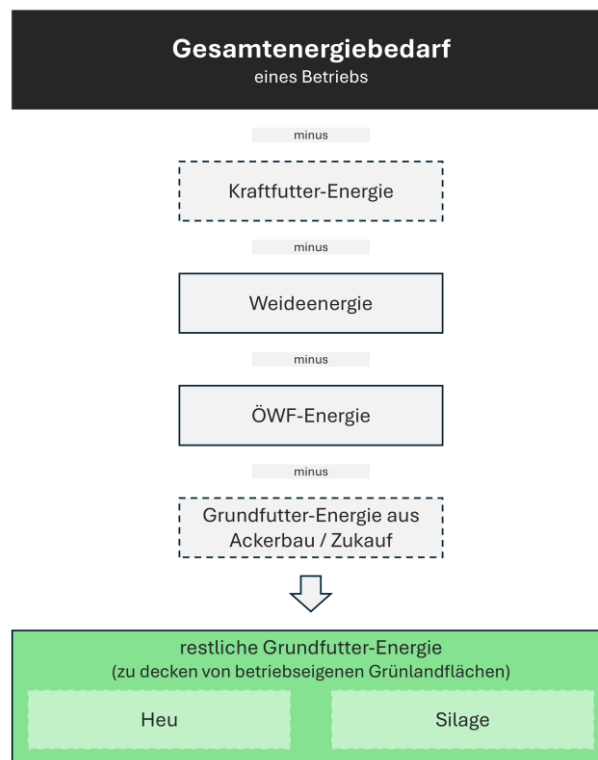 Gesamtenergiebedarf
eines Betriebs
minus
Kraftfutter-Energie
minus
Weideenergie
minus
ÖWF-Energie
minus
Grundfutter-Energie aus
Ackerbau / Zukauf
restliche Grundfutter-Energie
(zu decken von betriebseigenen Grünlandflächen)
Heu
Silage